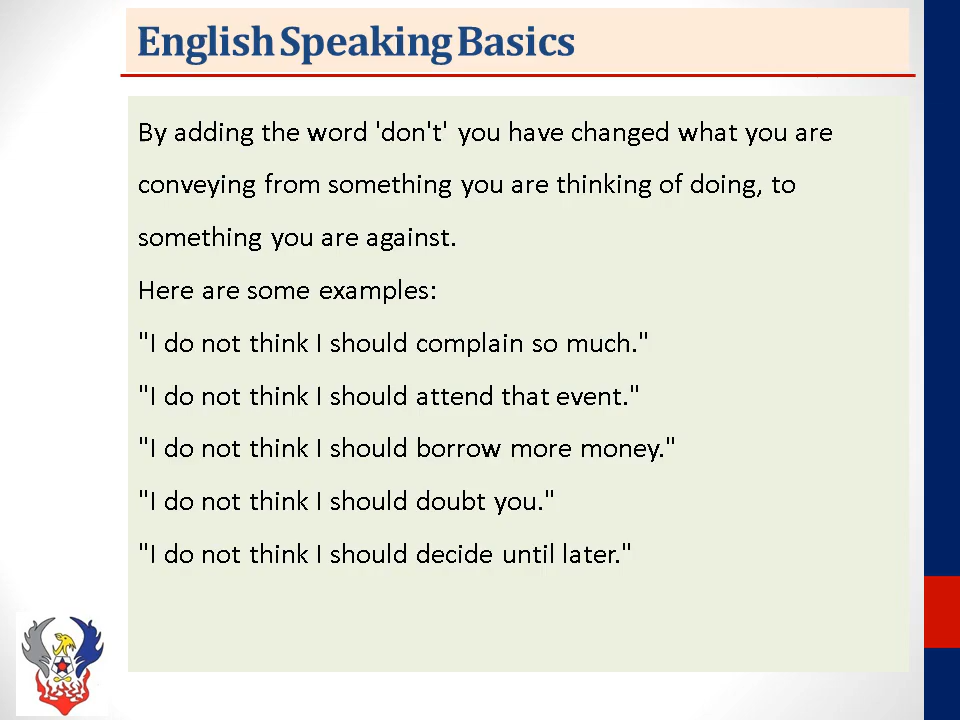 English Speaking Basics
By adding the word 'don't' you have changed what you are
conveying from something you are thinking of doing, to
something you are against.
Here are some examples:
"I do not think I should complain so much."
"I do not think I should attend that event."
"I do not think I should borrow more money."
"I do not think I should doubt you."
"I do not think I should decide until later."